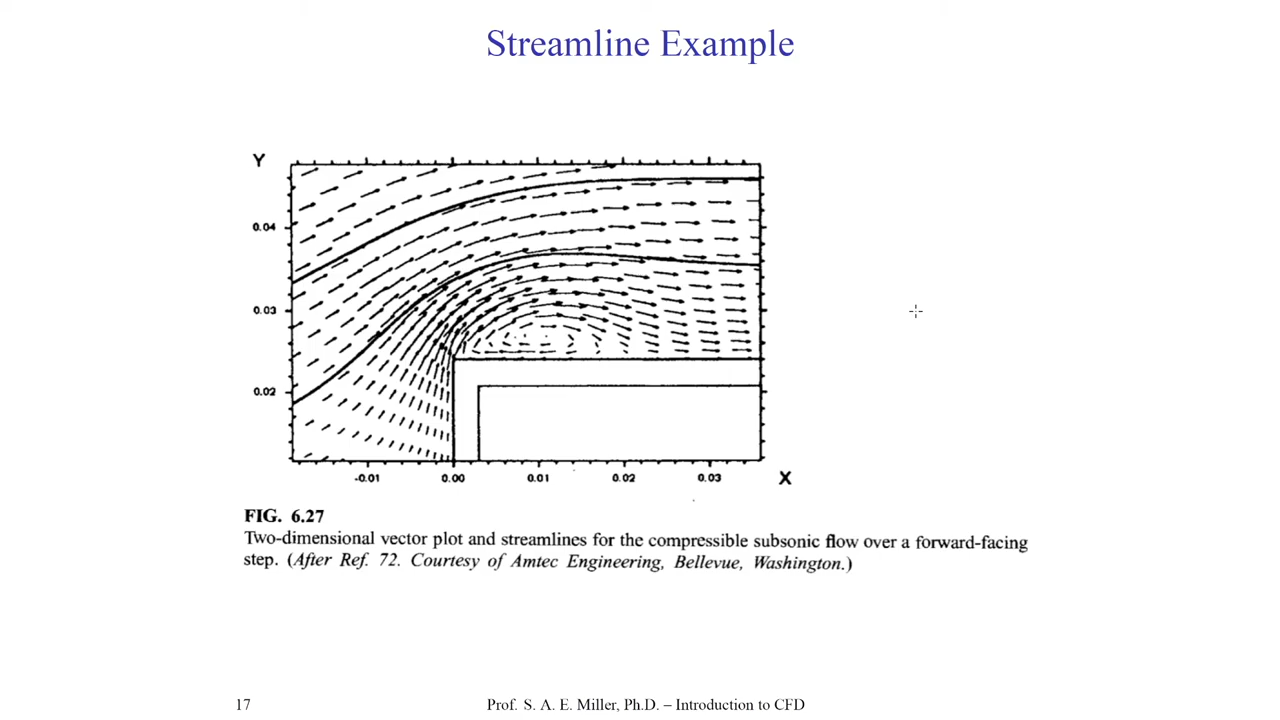 Streamline Example
Y
0.04
0.03
0.02
-0.01 0.00 0.01 0.02 0.03 X
FIG. 6.27
Two-dimensional vector plot and streamlines for the compressible subsonic flow over a forward-facing
step. (After Ref. 72. Courtesy of Amtec Engineering, Bellevue, Washington.)
17 Prof. S. A. E. Miller, Ph.D. – Introduction to CFD